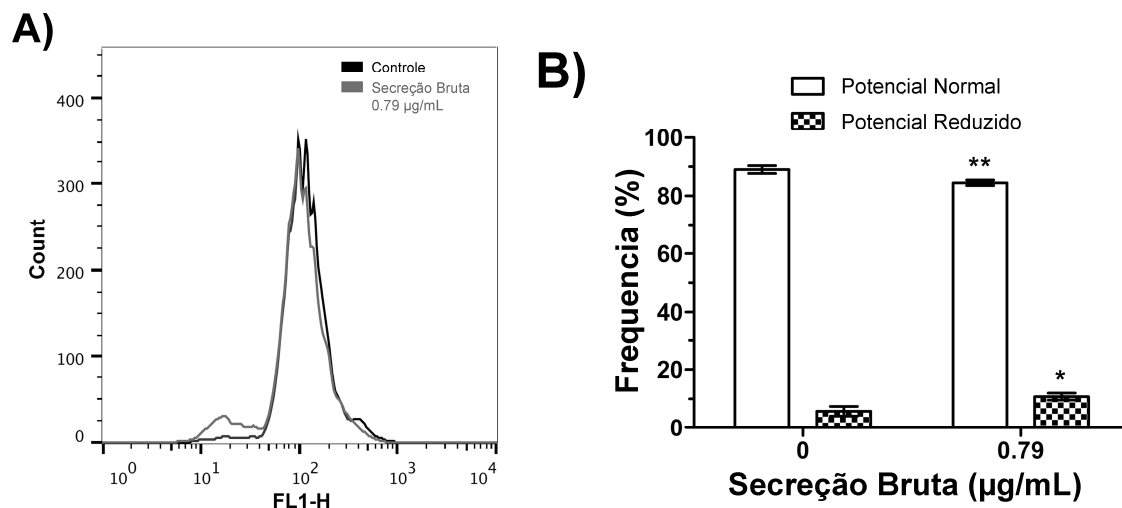 A)
Controle
Secreção Bruta
0.79 µg/mL
400
300
200
100
0
Count
10^0
10^1
10^2
10^3
10^4
FL1-H
B)
Potencial Normal
Potencial Reduzido
100
80
60
40
20
0
Frequencia (%)
**
*
0
0.79
Secreção Bruta (µg/mL)